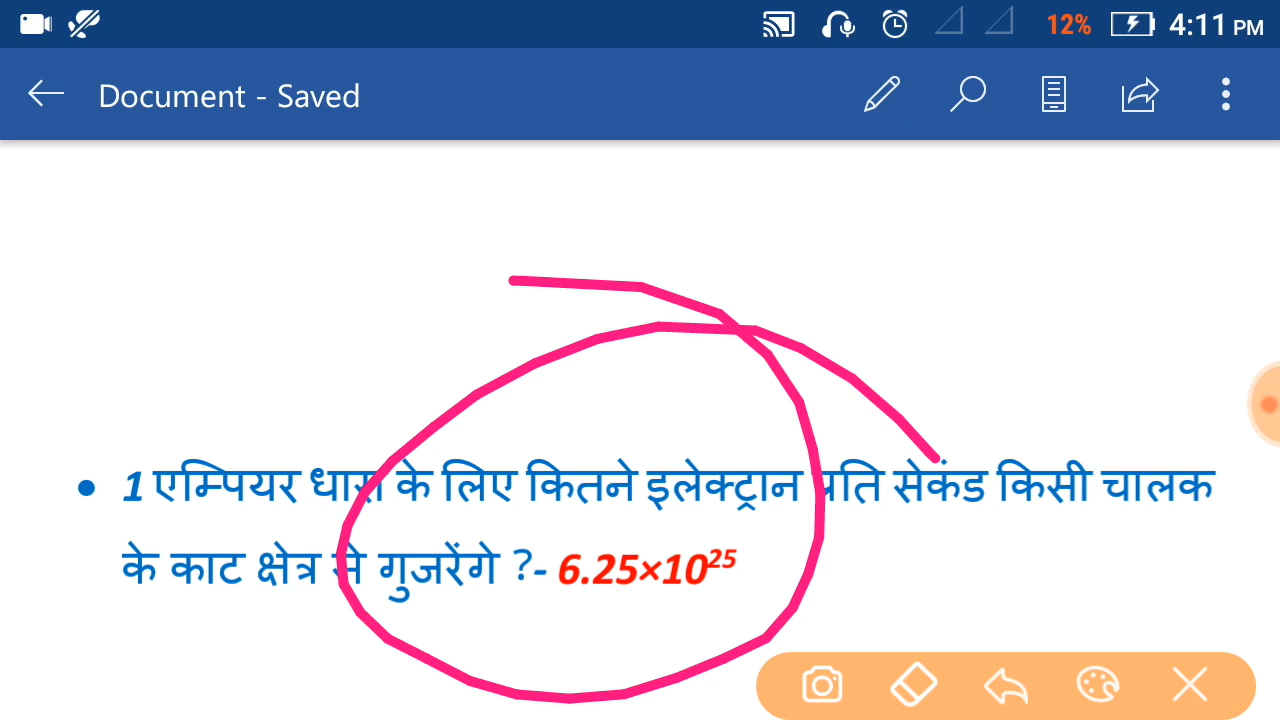 12% 4:11 PM
Document - Saved
• 1 एम्पियर धारा के लिए कितने इलेक्ट्रान प्रति सेकंड किसी चालक
के काट क्षेत्र से गुजरेंगे ?- 6.25×10²⁵